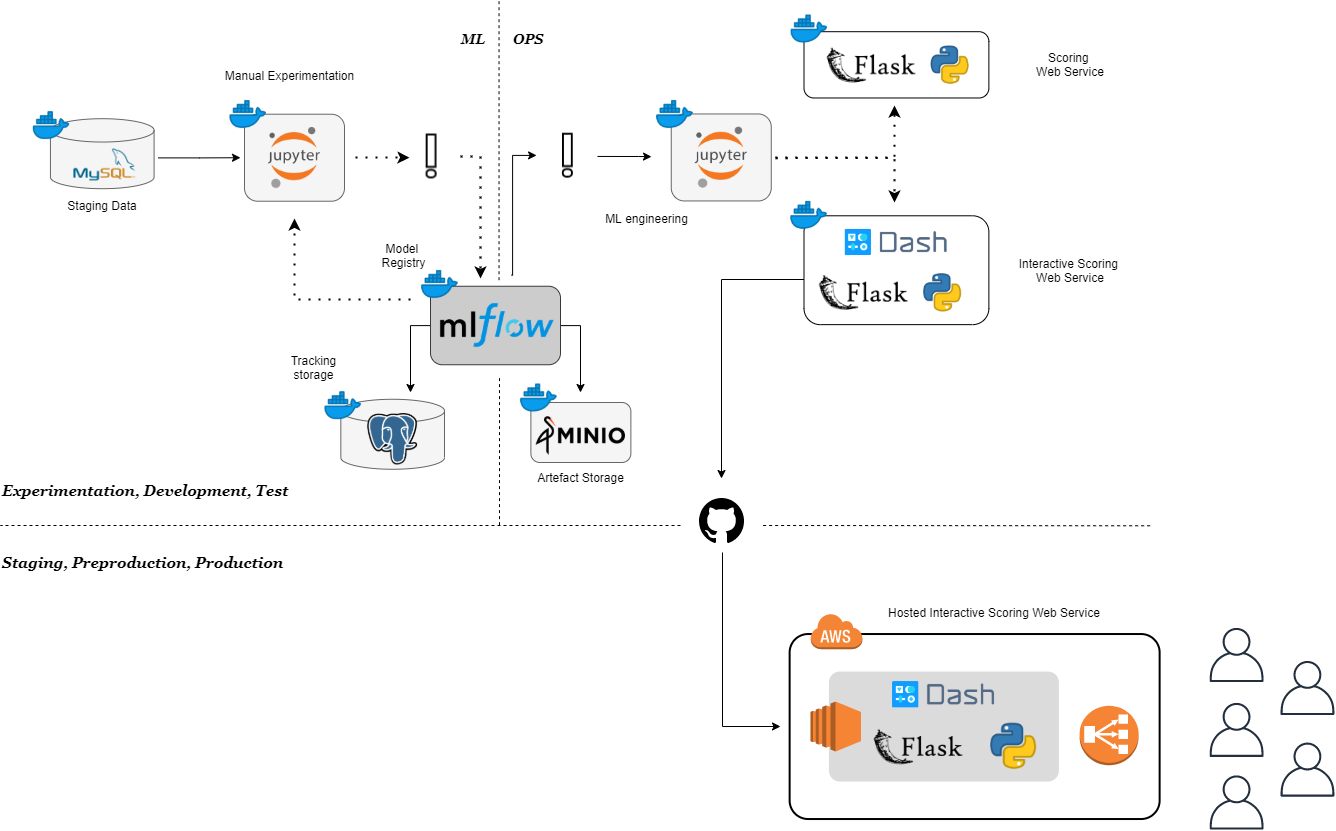 ML
OPS
Manual Experimentation
Flask
Scoring
Web Service
MySQL
Staging Data
jupyter
jupyter
ML engineering
Dash
Flask
Interactive Scoring
Web Service
Model
Registry
mlflow
Tracking
storage
MINIO
Artefact Storage
Experimentation, Development, Test
Staging, Preproduction, Production
Hosted Interactive Scoring Web Service
AWS
Dash
Flask